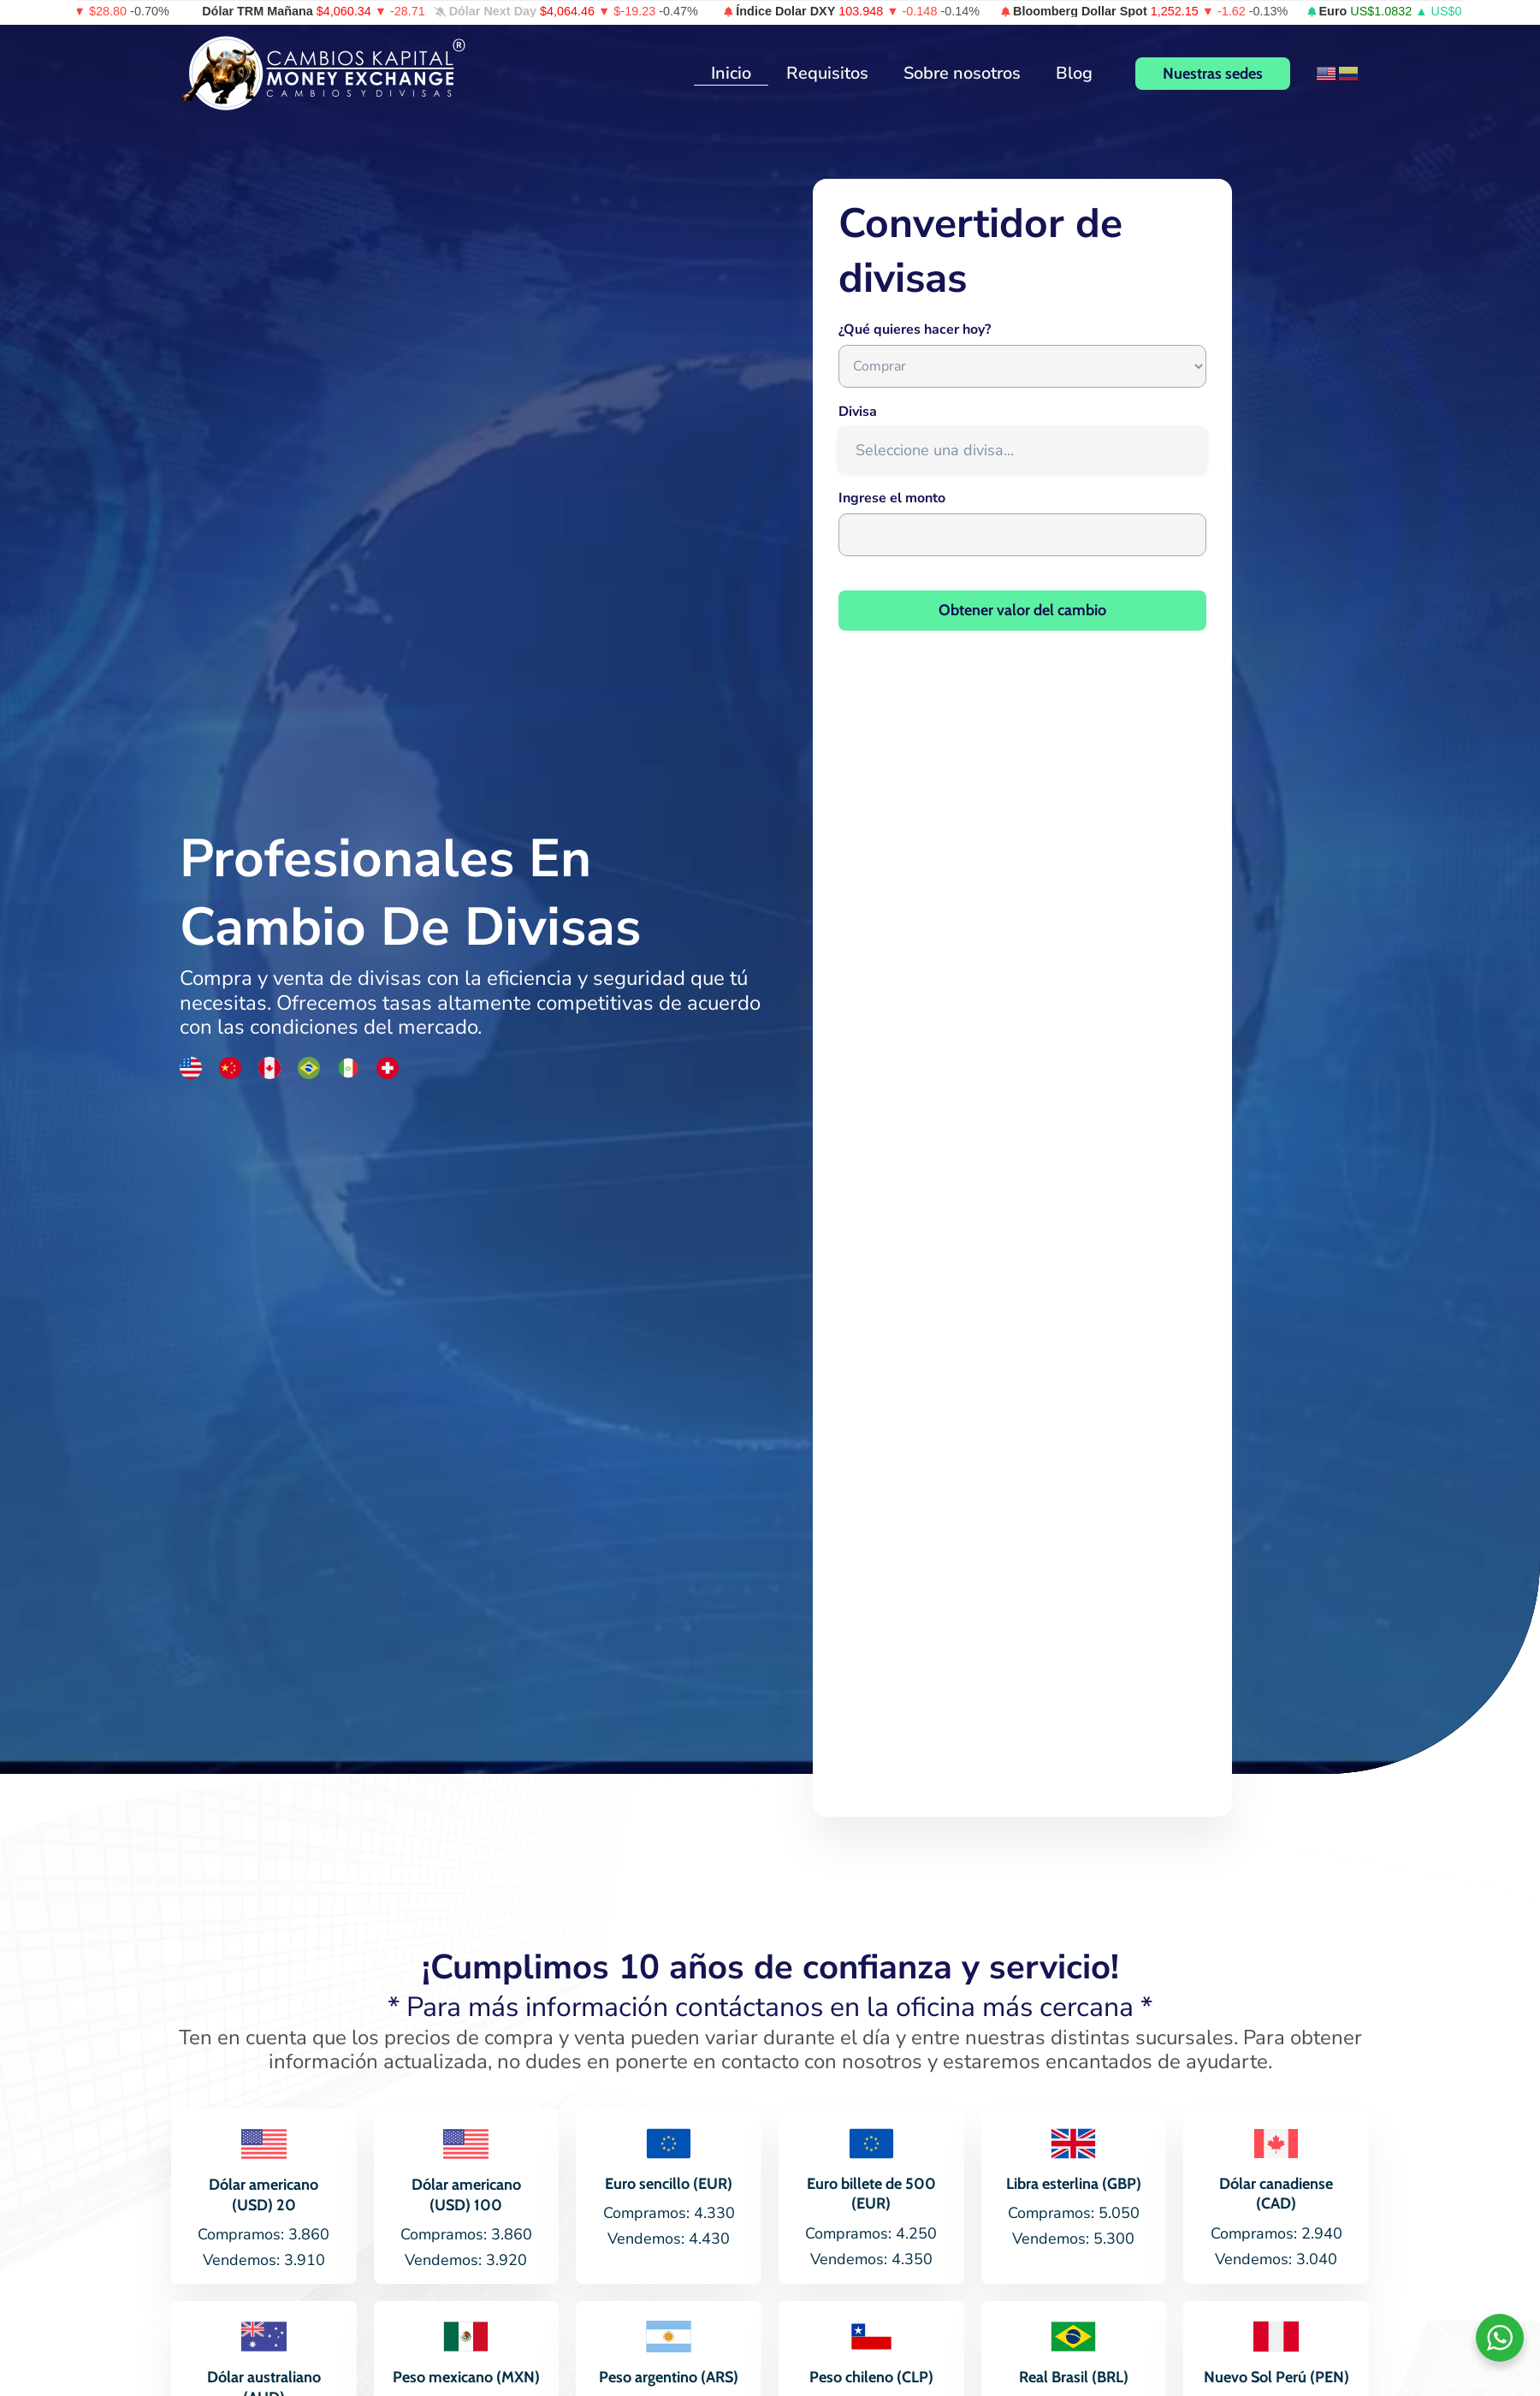 ▼ $28.80 -0.70% Dólar TRM Mañana $4,060.34 ▼ -28.71 Dólar Next Day $4,064.46 ▼ $-19.23 -0.47% Índice Dolar DXY 103.948 ▼ -0.148 -0.14% Bloomberg Dollar Spot 1,252.15 ▼ -1.62 -0.13% Euro US$1.0832 ▲ US$0
CAMBIOS KAPITAL ®
MONEY EXCHANGE
CAMBIOS Y DIVISAS
Inicio Requisitos Sobre nosotros Blog Nuestras sedes
Convertidor de
divisas
¿Qué quieres hacer hoy?
Comprar
Divisa
Seleccione una divisa...
Ingrese el monto
Obtener valor del cambio
Profesionales En
Cambio De Divisas
Compra y venta de divisas con la eficiencia y seguridad que tú
necesitas. Ofrecemos tasas altamente competitivas de acuerdo
con las condiciones del mercado.
¡Cumplimos 10 años de confianza y servicio!
* Para más información contáctanos en la oficina más cercana *
Ten en cuenta que los precios de compra y venta pueden variar durante el día y entre nuestras distintas sucursales. Para obtener
información actualizada, no dudes en ponerte en contacto con nosotros y estaremos encantados de ayudarte.
Dólar americano
(USD) 20
Compramos: 3.860
Vendemos: 3.910
Dólar americano
(USD) 100
Compramos: 3.860
Vendemos: 3.920
Euro sencillo (EUR)
Compramos: 4.330
Vendemos: 4.430
Euro billete de 500
(EUR)
Compramos: 4.250
Vendemos: 4.350
Libra esterlina (GBP)
Compramos: 5.050
Vendemos: 5.300
Dólar canadiense
(CAD)
Compramos: 2.940
Vendemos: 3.040
Dólar australiano
(AUD)
Peso mexicano (MXN)
Peso argentino (ARS)
Peso chileno (CLP)
Real Brasil (BRL)
Nuevo Sol Perú (PEN)